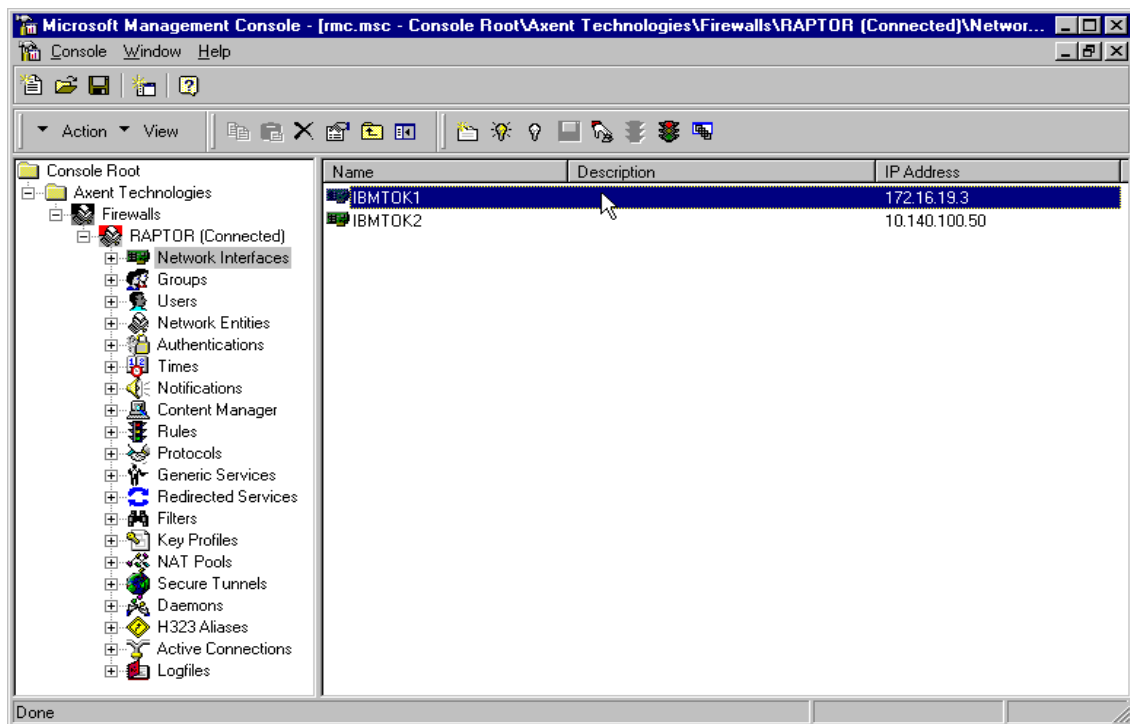 Microsoft Management Console - [rmc.msc - Console Root\Axent Technologies\Firewalls\RAPTOR (Connected)\Networ...
Console Window Help
Action View
Console Root
Axent Technologies
Firewalls
RAPTOR (Connected)
Network Interfaces
Groups
Users
Network Entities
Authentications
Times
Notifications
Content Manager
Rules
Protocols
Generic Services
Redirected Services
Filters
Key Profiles
NAT Pools
Secure Tunnels
Daemons
H323 Aliases
Active Connections
Logfiles
Name Description IP Address
IBMTOK1 172.16.19.3
IBMTOK2 10.140.100.50
Done